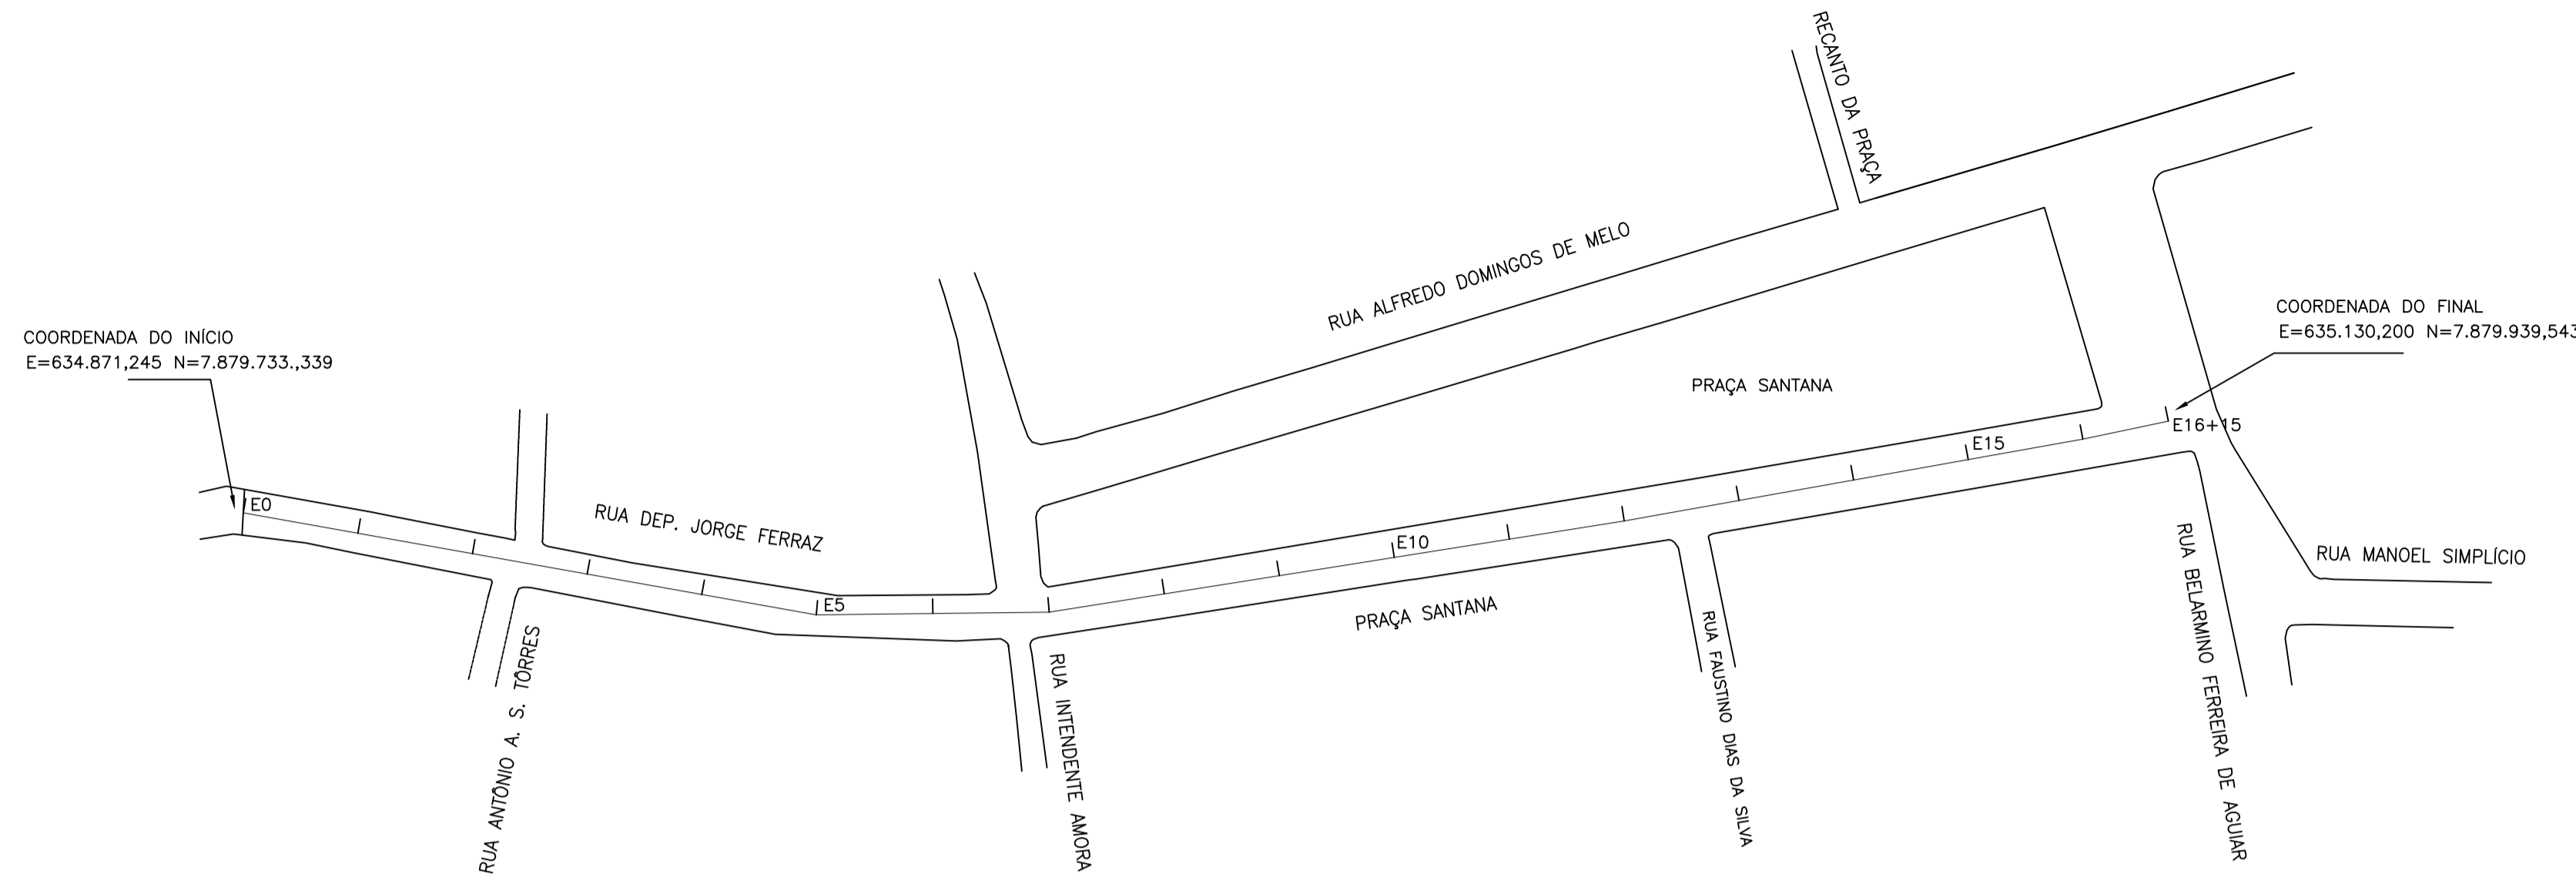 RECANTO DA PRAÇA
RUA ALFREDO DOMINGOS DE MELO
COORDENADA DO INÍCIO
E=634.871,245 N=7.879.733.,339
COORDENADA DO FINAL
E=635.130,200 N=7.879.939,543
PRAÇA SANTANA
E16+15
E15
E0
RUA DEP. JORGE FERRAZ
E10
E5
PRAÇA SANTANA
RUA MANOEL SIMPLÍCIO
RUA ANTÔNIO A. S. TÔRRES
RUA INTENDENTE AMORA
RUA FAUSTINO DIAS DA SILVA
RUA BELARMINO FERREIRA DE AGUIAR